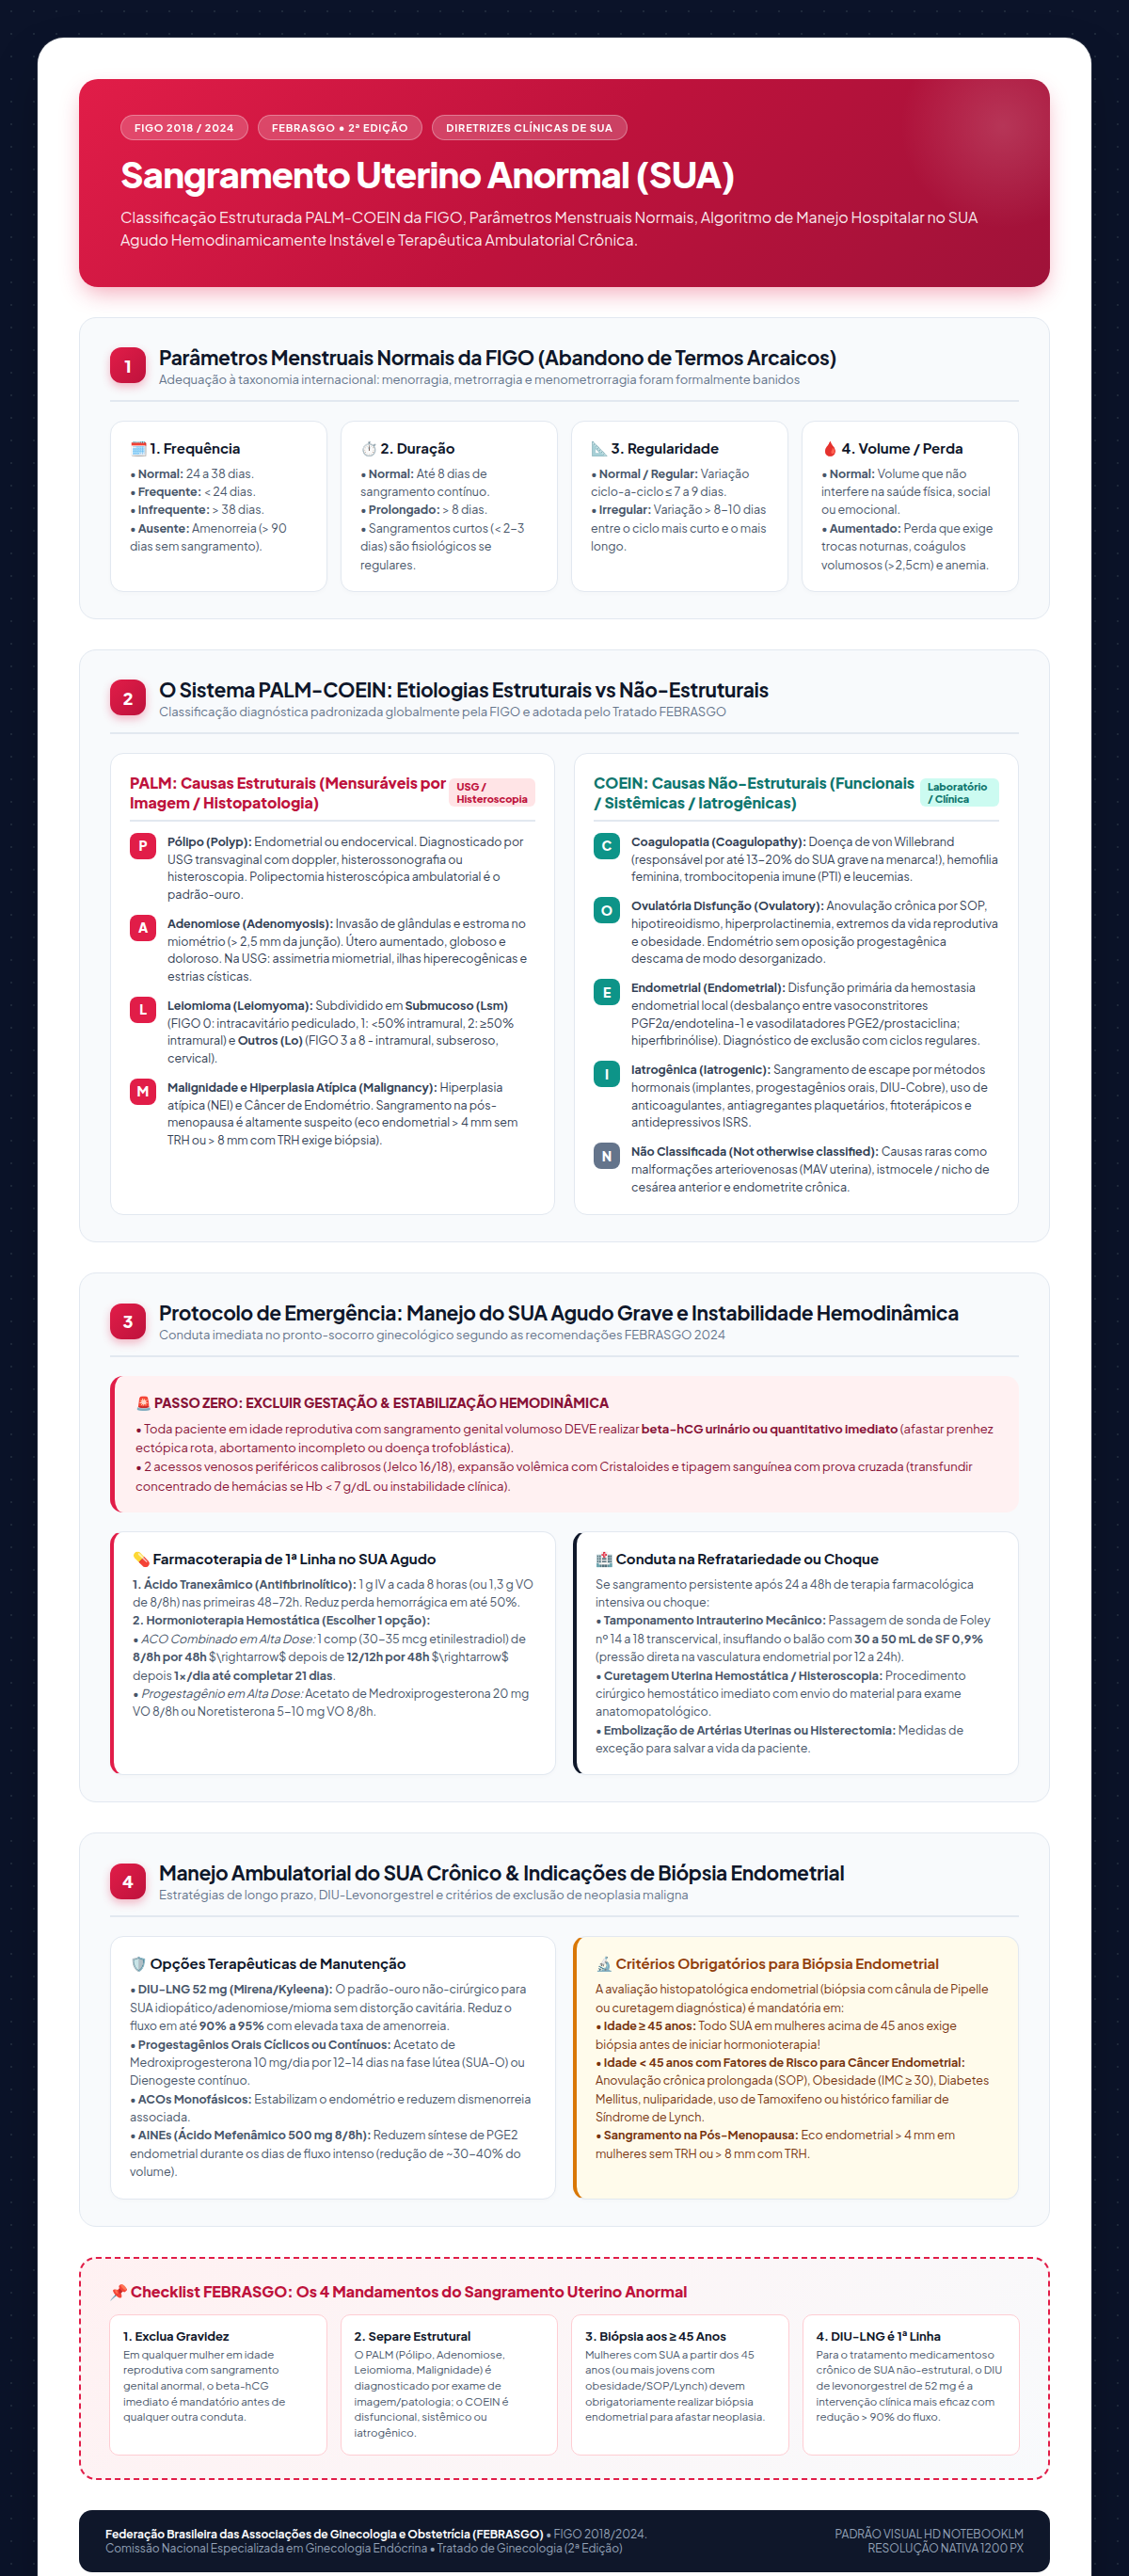 FIGO 2018 / 2024
FEBRASGO • 2ª EDIÇÃO
DIRETRIZES CLÍNICAS DE SUA
Sangramento Uterino Anormal (SUA)
Classificação Estruturada PALM-COEIN da FIGO, Parâmetros Menstruais Normais, Algoritmo de Manejo Hospitalar no SUA
Agudo Hemodinamicamente Instável e Terapêutica Ambulatorial Crônica.
1
Parâmetros Menstruais Normais da FIGO (Abandono de Termos Arcaicos)
Adequação à taxonomia internacional: menorragia, metrorragia e menometrorragia foram formalmente banidos
🗓️ 1. Frequência
• Normal: 24 a 38 dias.
• Frequente: < 24 dias.
• Infrequente: > 38 dias.
• Ausente: Amenorreia (> 90
dias sem sangramento).
⏱️ 2. Duração
• Normal: Até 8 dias de
sangramento contínuo.
• Prolongado: > 8 dias.
• Sangramentos curtos (< 2-3
dias) são fisiológicos se
regulares.
📐 3. Regularidade
• Normal / Regular: Variação
ciclo-a-ciclo ≤ 7 a 9 dias.
• Irregular: Variação > 8-10 dias
entre o ciclo mais curto e o mais
longo.
🩸 4. Volume / Perda
• Normal: Volume que não
interfere na saúde física, social
ou emocional.
• Aumentado: Perda que exige
trocas noturnas, coágulos
volumosos (>2,5cm) e anemia.
2
O Sistema PALM-COEIN: Etiologias Estruturais vs Não-Estruturais
Classificação diagnóstica padronizada globalmente pela FIGO e adotada pelo Tratado FEBRASGO
PALM: Causas Estruturais (Mensuráveis por
Imagem / Histopatologia)
USG /
Histeroscopia
P
Pólipo (Polyp): Endometrial ou endocervical. Diagnosticado por
USG transvaginal com doppler, histerossonografia ou
histeroscopia. Polipectomia histeroscópica ambulatorial é o
padrão-ouro.
A
Adenomiose (Adenomyosis): Invasão de glândulas e estroma no
miométrio (> 2,5 mm da junção). Útero aumentado, globoso e
doloroso. Na USG: assimetria miometrial, ilhas hiperecogênicas e
estrias císticas.
L
Leiomioma (Leiomyoma): Subdividido em Submucoso (Lsm)
(FIGO 0: intracavitário pediculado, 1: <50% intramural, 2: ≥50%
intramural) e Outros (Lo) (FIGO 3 a 8 - intramural, subseroso,
cervical).
M
Malignidade e Hiperplasia Atípica (Malignancy): Hiperplasia
atípica (NEI) e Câncer de Endométrio. Sangramento na pós-
menopausa é altamente suspeito (eco endometrial > 4 mm sem
TRH ou > 8 mm com TRH exige biópsia).
COEIN: Causas Não-Estruturais (Funcionais
/ Sistêmicas / Iatrogênicas)
Laboratório
/ Clínica
C
Coagulopatia (Coagulopathy): Doença de von Willebrand
(responsável por até 13-20% do SUA grave na menarca!), hemofilia
feminina, trombocitopenia imune (PTI) e leucemias.
O
Ovulatória Disfunção (Ovulatory): Anovulação crônica por SOP,
hipotireoidismo, hiperprolactinemia, extremos da vida reprodutiva
e obesidade. Endométrio sem oposição progestagênica
descama de modo desorganizado.
E
Endometrial (Endometrial): Disfunção primária da hemostasia
endometrial local (desbalanço entre vasoconstritores
PGF2α/endotelina-1 e vasodilatadores PGE2/prostaciclina;
hiperfibrinólise). Diagnóstico de exclusão com ciclos regulares.
I
Iatrogênica (Iatrogenic): Sangramento de escape por métodos
hormonais (implantes, progestagênios orais, DIU-Cobre), uso de
anticoagulantes, antiagregantes plaquetários, fitoterápicos e
antidepressivos ISRS.
N
Não Classificada (Not otherwise classified): Causas raras como
malformações arteriovenosas (MAV uterina), istmocele / nicho de
cesárea anterior e endometrite crônica.
3
Protocolo de Emergência: Manejo do SUA Agudo Grave e Instabilidade Hemodinâmica
Conduta imediata no pronto-socorro ginecológico segundo as recomendações FEBRASGO 2024
🚨 PASSO ZERO: EXCLUIR GESTAÇÃO & ESTABILIZAÇÃO HEMODINÂMICA
• Toda paciente em idade reprodutiva com sangramento genital volumoso DEVE realizar beta-hCG urinário ou quantitativo imediato (afastar prenhez
ectópica rota, abortamento incompleto ou doença trofoblástica).
• 2 acessos venosos periféricos calibrosos (Jelco 16/18), expansão volêmica com Cristaloides e tipagem sanguínea com prova cruzada (transfundir
concentrado de hemácias se Hb < 7 g/dL ou instabilidade clínica).
💊 Farmacoterapia de 1ª Linha no SUA Agudo
1. Ácido Tranexâmico (Antifibrinolítico): 1 g IV a cada 8 horas (ou 1,3 g VO
de 8/8h) nas primeiras 48-72h. Reduz perda hemorrágica em até 50%.
2. Hormonioterapia Hemostática (Escolher 1 opção):
• ACO Combinado em Alta Dose: 1 comp (30-35 mcg etinilestradiol) de
8/8h por 48h $\rightarrow$ depois de 12/12h por 48h $\rightarrow$
depois 1x/dia até completar 21 dias.
• Progestagênio em Alta Dose: Acetato de Medroxiprogesterona 20 mg
VO 8/8h ou Noretisterona 5-10 mg VO 8/8h.
🏥 Conduta na Refratariedade ou Choque
Se sangramento persistente após 24 a 48h de terapia farmacológica
intensiva ou choque:
• Tamponamento Intrauterino Mecânico: Passagem de sonda de Foley
nº 14 a 18 transcervical, insuflando o balão com 30 a 50 mL de SF 0,9%
(pressão direta na vasculatura endometrial por 12 a 24h).
• Curetagem Uterina Hemostática / Histeroscopia: Procedimento
cirúrgico hemostático imediato com envio do material para exame
anatomopatológico.
• Embolização de Artérias Uterinas ou Histerectomia: Medidas de
exceção para salvar a vida da paciente.
4
Manejo Ambulatorial do SUA Crônico & Indicações de Biópsia Endometrial
Estratégias de longo prazo, DIU-Levonorgestrel e critérios de exclusão de neoplasia maligna
🛡️ Opções Terapêuticas de Manutenção
• DIU-LNG 52 mg (Mirena/Kyleena): O padrão-ouro não-cirúrgico para
SUA idiopático/adenomiose/mioma sem distorção cavitária. Reduz o
fluxo em até 90% a 95% com elevada taxa de amenorreia.
• Progestagênios Orais Cíclicos ou Contínuos: Acetato de
Medroxiprogesterona 10 mg/dia por 12-14 dias na fase lútea (SUA-O) ou
Dienogeste contínuo.
• ACOs Monofásicos: Estabilizam o endométrio e reduzem dismenorreia
associada.
• AINEs (Ácido Mefenâmico 500 mg 8/8h): Reduzem síntese de PGE2
endometrial durante os dias de fluxo intenso (redução de ~30-40% do
volume).
🔬 Critérios Obrigatórios para Biópsia Endometrial
A avaliação histopatológica endometrial (biópsia com cânula de Pipelle
ou curetagem diagnóstica) é mandatória em:
• Idade ≥ 45 anos: Todo SUA em mulheres acima de 45 anos exige
biópsia antes de iniciar hormonioterapia!
• Idade < 45 anos com Fatores de Risco para Câncer Endometrial:
Anovulação crônica prolongada (SOP), Obesidade (IMC ≥ 30), Diabetes
Mellitus, nuliparidade, uso de Tamoxifeno ou histórico familiar de
Síndrome de Lynch.
• Sangramento na Pós-Menopausa: Eco endometrial > 4 mm em
mulheres sem TRH ou > 8 mm com TRH.
📌 Checklist FEBRASGO: Os 4 Mandamentos do Sangramento Uterino Anormal
1. Exclua Gravidez
Em qualquer mulher em idade
reprodutiva com sangramento
genital anormal, o beta-hCG
imediato é mandatório antes de
qualquer outra conduta.
2. Separe Estrutural
O PALM (Pólipo, Adenomiose,
Leiomioma, Malignidade) é
diagnosticado por exame de
imagem/patologia; o COEIN é
disfuncional, sistêmico ou
iatrogênico.
3. Biópsia aos ≥ 45 Anos
Mulheres com SUA a partir dos 45
anos (ou mais jovens com
obesidade/SOP/Lynch) devem
obrigatoriamente realizar biópsia
endometrial para afastar neoplasia.
4. DIU-LNG é 1ª Linha
Para o tratamento medicamentoso
crônico de SUA não-estrutural, o DIU
de levonorgestrel de 52 mg é a
intervenção clínica mais eficaz com
redução > 90% do fluxo.
Federação Brasileira das Associações de Ginecologia e Obstetrícia (FEBRASGO) • FIGO 2018/2024.
Comissão Nacional Especializada em Ginecologia Endócrina • Tratado de Ginecologia (2ª Edição)
PADRÃO VISUAL HD NOTEBOOKLM
RESOLUÇÃO NATIVA 1200 PX